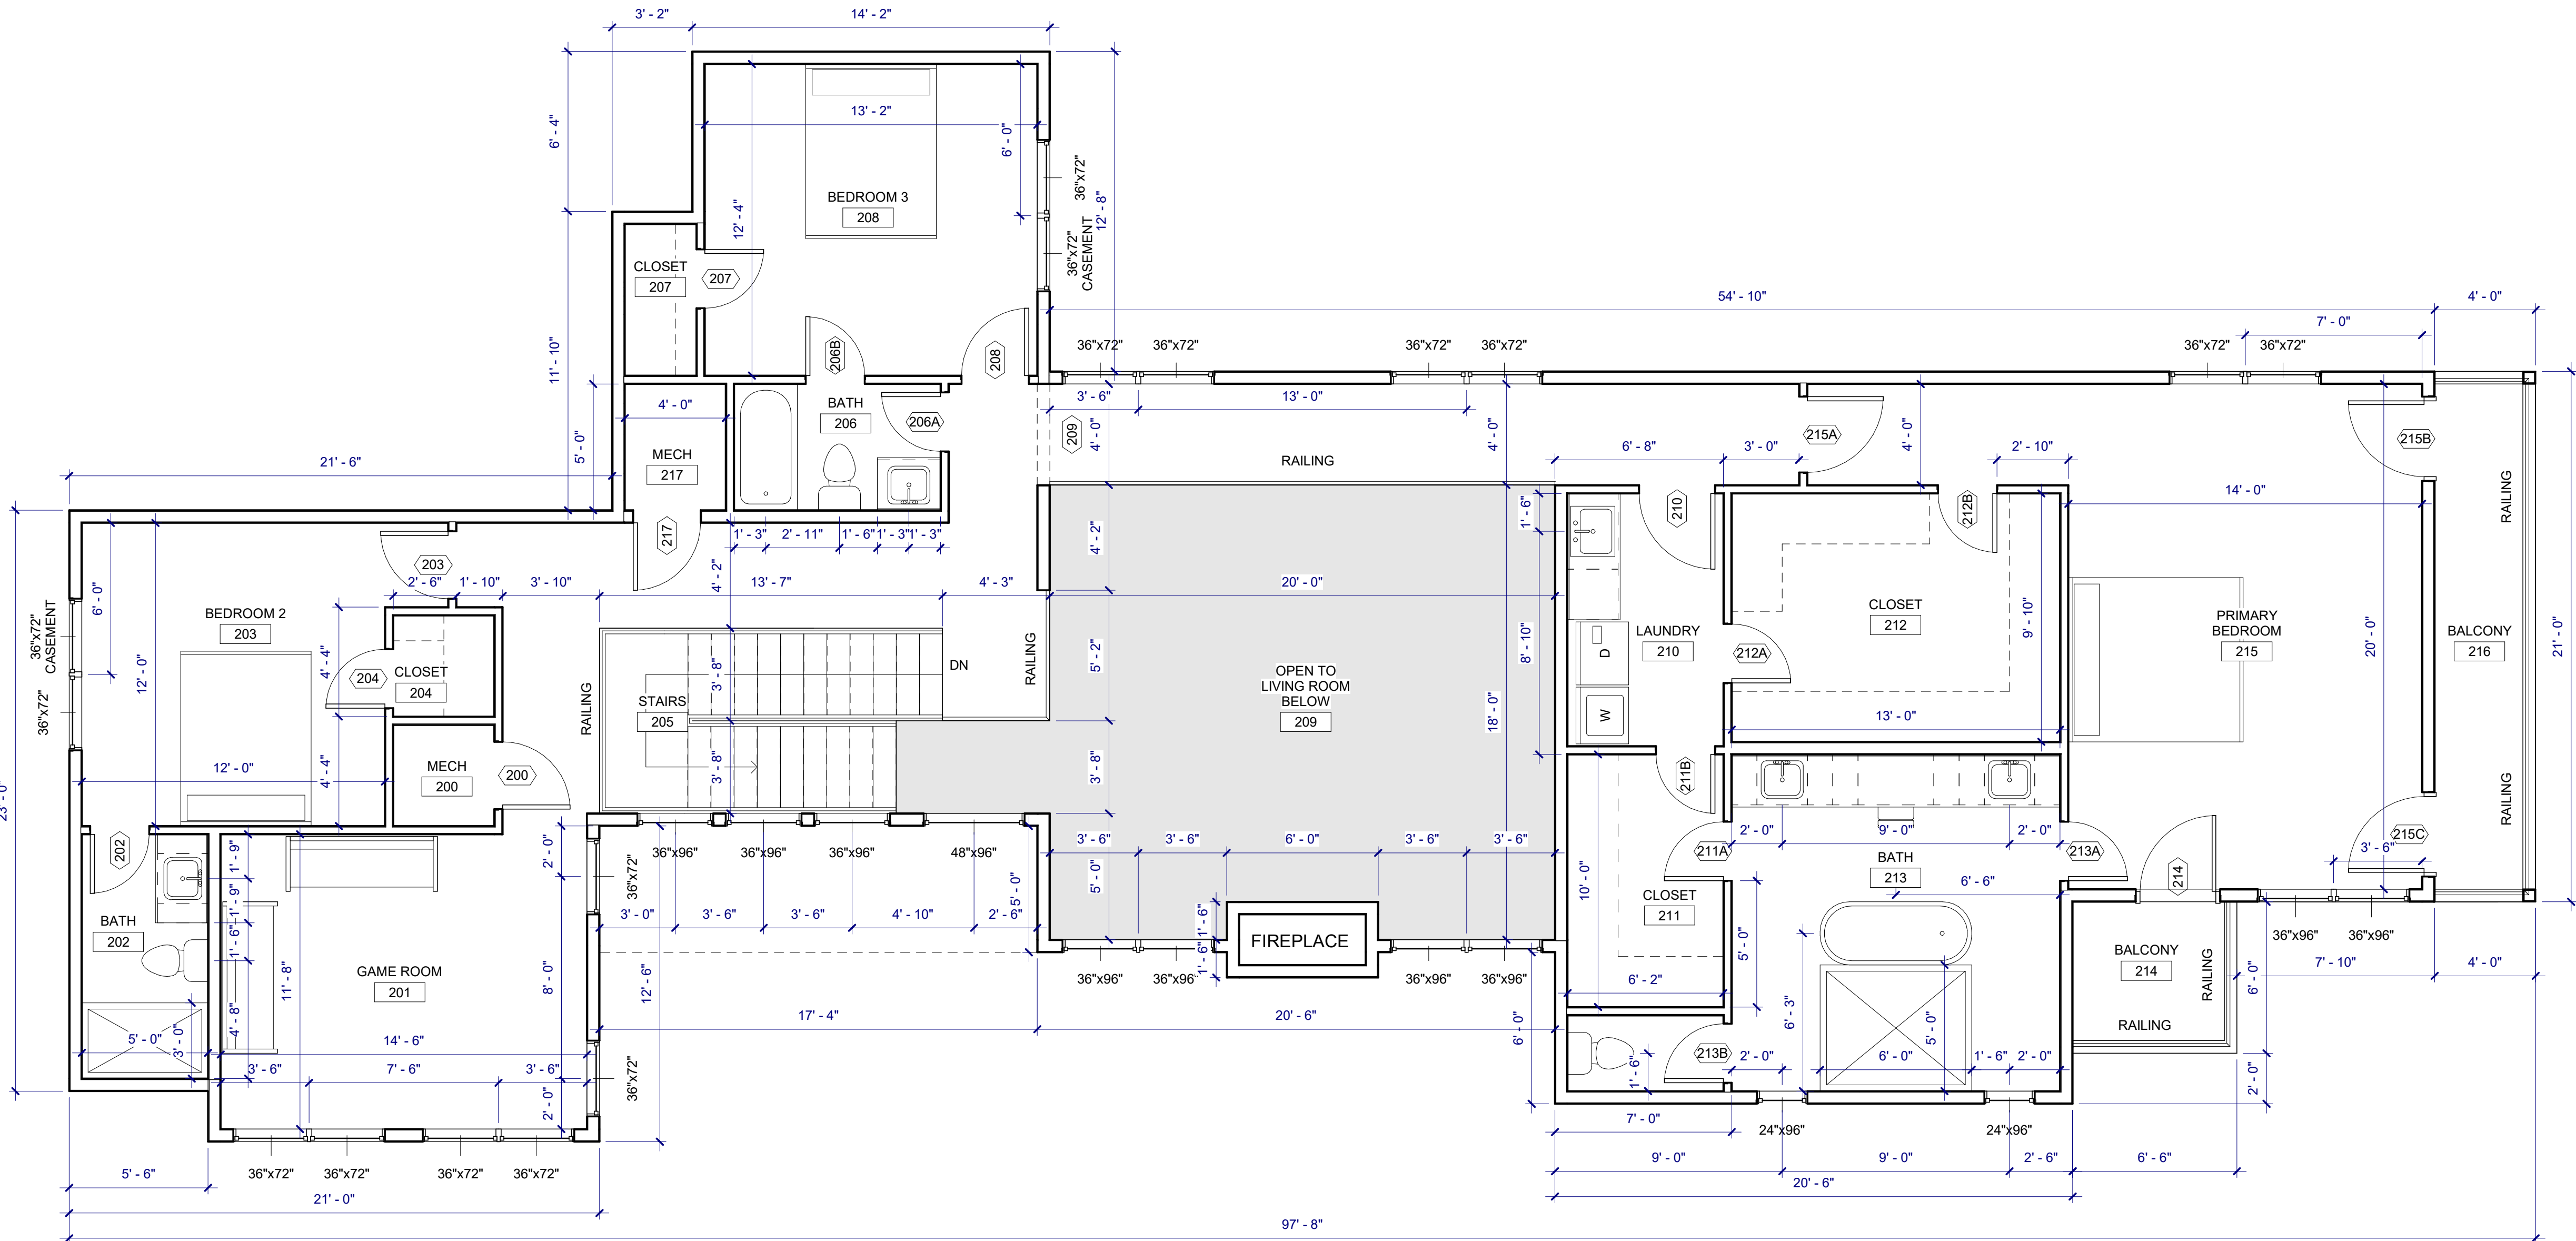 3' - 2"
14' - 2"
6' - 4"
13' - 2"
6' - 0"
12' - 4"
BEDROOM 3
208
36"x72"
36"x72"
CASEMENT
12' - 8"
CLOSET
207
207
11' - 10"
54' - 10"
4' - 0"
7' - 0"
206B
208
36"x72"
36"x72"
36"x72"
36"x72"
36"x72"
36"x72"
4' - 0"
BATH
206
206A
209
3' - 6"
13' - 0"
4' - 0"
4' - 0"
215A
4' - 0"
215B
5' - 0"
MECH
217
RAILING
6' - 8"
3' - 0"
2' - 10"
21' - 6"
14' - 0"
RAILING
1' - 6"
210
212B
217
1' - 3"
2' - 11"
1' - 6"
1' - 3"
1' - 3"
4' - 2"
4' - 2"
203
2' - 6"
1' - 10"
3' - 10"
13' - 7"
4' - 3"
20' - 0"
6' - 0"
BEDROOM 2
203
36"x72"
CASEMENT
36"x72"
12' - 0"
4' - 4"
204
CLOSET
204
RAILING
STAIRS
205
3' - 8"
DN
RAILING
5' - 2"
OPEN TO
LIVING ROOM
BELOW
209
18' - 0"
8' - 10"
LAUNDRY
210
D
W
212A
CLOSET
212
9' - 10"
13' - 0"
PRIMARY
BEDROOM
215
20' - 0"
BALCONY
216
21' - 0"
12' - 0"
4' - 4"
MECH
200
200
3' - 8"
3' - 8"
211B
RAILING
23' - 0"
202
1' - 9"
2' - 0"
36"x96"
36"x96"
36"x96"
48"x96"
3' - 6"
3' - 6"
6' - 0"
3' - 6"
3' - 6"
2' - 0"
9' - 0"
2' - 0"
211A
BATH
213
213A
214
215C
3' - 6"
36"x72"
5' - 0"
5' - 0"
10' - 0"
6' - 6"
1' - 9"
BATH
202
3' - 0"
3' - 6"
3' - 6"
4' - 10"
2' - 6"
1' - 6"
FIREPLACE
CLOSET
211
1' - 6"
GAME ROOM
201
11' - 8"
8' - 0"
12' - 6"
1' - 6"
36"x96"
36"x96"
36"x96"
36"x96"
5' - 0"
6' - 2"
BALCONY
214
RAILING
RAILING
6' - 0"
36"x96"
36"x96"
7' - 10"
4' - 0"
4' - 8"
5' - 0"
3' - 0"
14' - 6"
3' - 6"
7' - 6"
3' - 6"
17' - 4"
20' - 6"
6' - 0"
6' - 3"
5' - 0"
213B
1' - 6"
2' - 0"
6' - 0"
1' - 6"
2' - 0"
2' - 0"
36"x72"
2' - 0"
7' - 0"
24"x96"
24"x96"
5' - 6"
36"x72"
36"x72"
36"x72"
36"x72"
9' - 0"
9' - 0"
2' - 6"
6' - 6"
21' - 0"
20' - 6"
97' - 8"